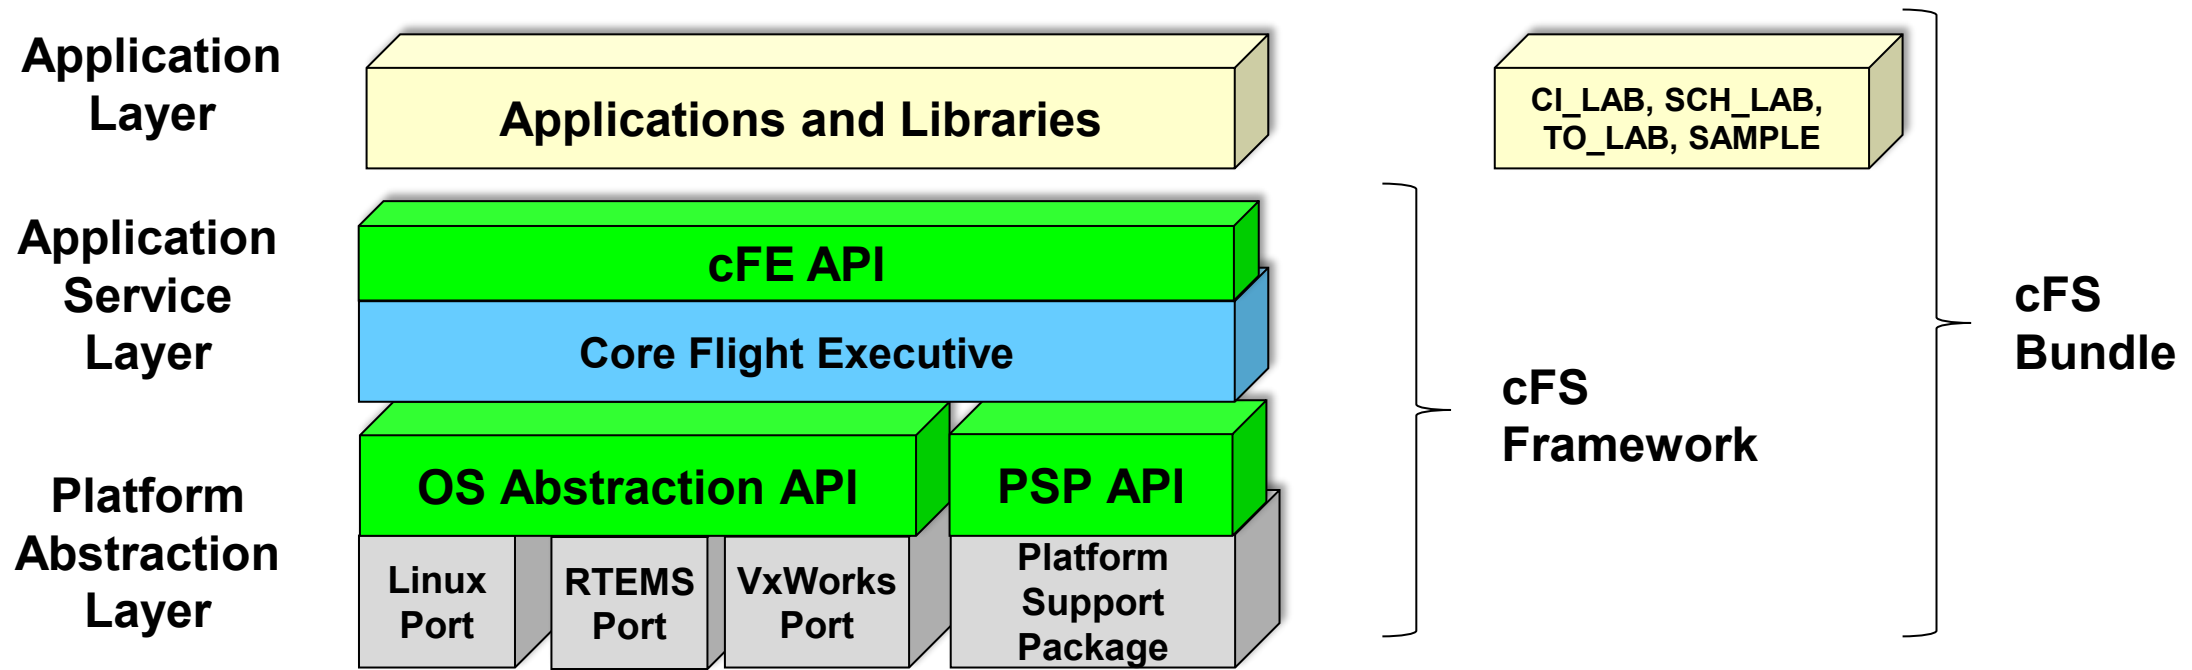 Application
Layer
Applications and Libraries
CI_LAB, SCH_LAB,
TO_LAB, SAMPLE
Application
Service
Layer
cFE API
Core Flight Executive
cFS
Bundle
cFS
Framework
Platform
Abstraction
Layer
OS Abstraction API
PSP API
Linux
Port
RTEMS
Port
VxWorks
Port
Platform
Support
Package